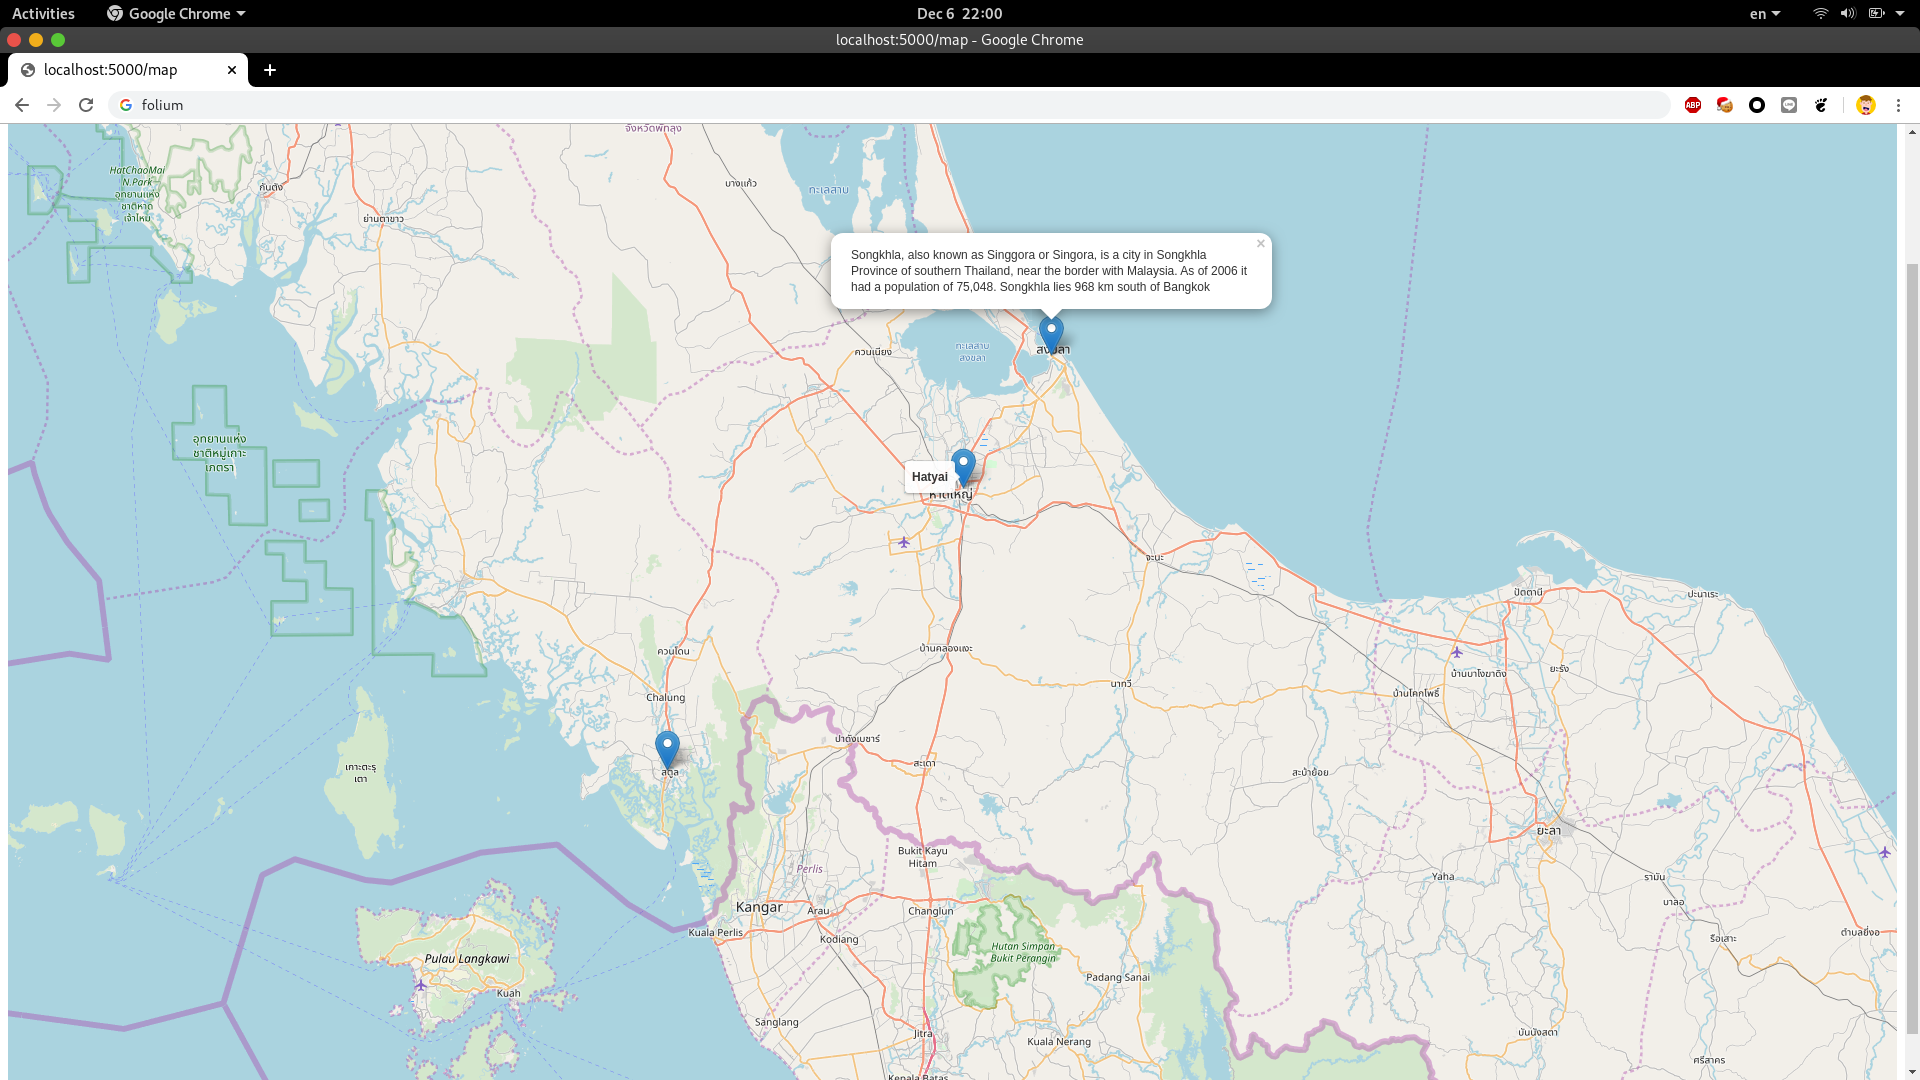 Activities
Google Chrome
Dec 6 22:00
en
localhost:5000/map - Google Chrome
localhost:5000/map
folium
ABP
จังหวัดพัทลุง
HatChaoMai
N.Park-
อุทยานแห่ง
ชาติหาด
เจ้าไหม
กันตัง
ย่านตาขาว
บางแก้ว
ทะเลสาบ
Songkhla, also known as Singgora or Singora, is a city in Songkhla
Province of southern Thailand, near the border with Malaysia. As of 2006 it
had a population of 75,048. Songkhla lies 968 km south of Bangkok
ควนเนียง
ทะเลสาบ
สงขลา
อุทยานแห่ง
ชาติหมู่เกาะ
เภตรา
Hatyai
หาดใหญ่
จะนะ
ปัตตานี
ปะนาเระ
ควนโดน
บ้านคลองแงะ
ยะรัง
บ้านบาโงฆาดิง
Chalung
นาทวี
บ้านโคกโพธิ์
ปาดังเบซาร์
สะเดา
สตูล
เกาะตะรุ
เตา
สะบ้าย้อย
ยะลา
Bukit Kayu
Hitam
Perlis
Yaha
รามัน
บาลอ
Kangar
Arau
Changlun
Kuala Perlis
Kodiang
ตำบลยี่งอ
รือเสาะ
Hutan Simpan
Bukit Perangin
Pulau Langkawi
Padang Sanai
Kuah
Sanglang
Jitra
Kuala Nerang
บันนังสตา
ศรีสาคร
Kepala Batas